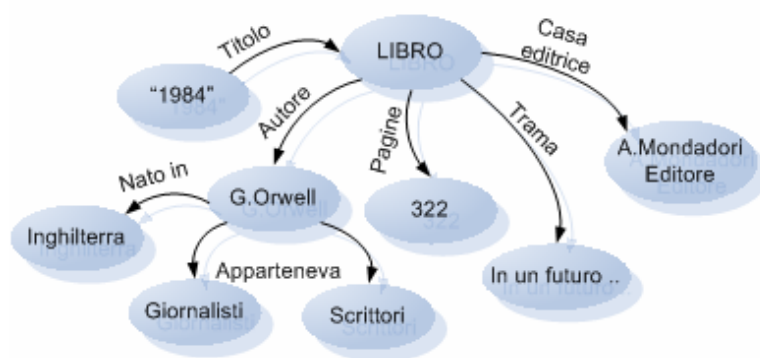 Titolo
LIBRO
Casa
editrice
"1984"
Autore
Pagine
Trama
A.Mondadori
Editore
Nato in
G.Orwell
322
Inghilterra
Apparteneva
In un futuro ..
Giornalisti
Scrittori